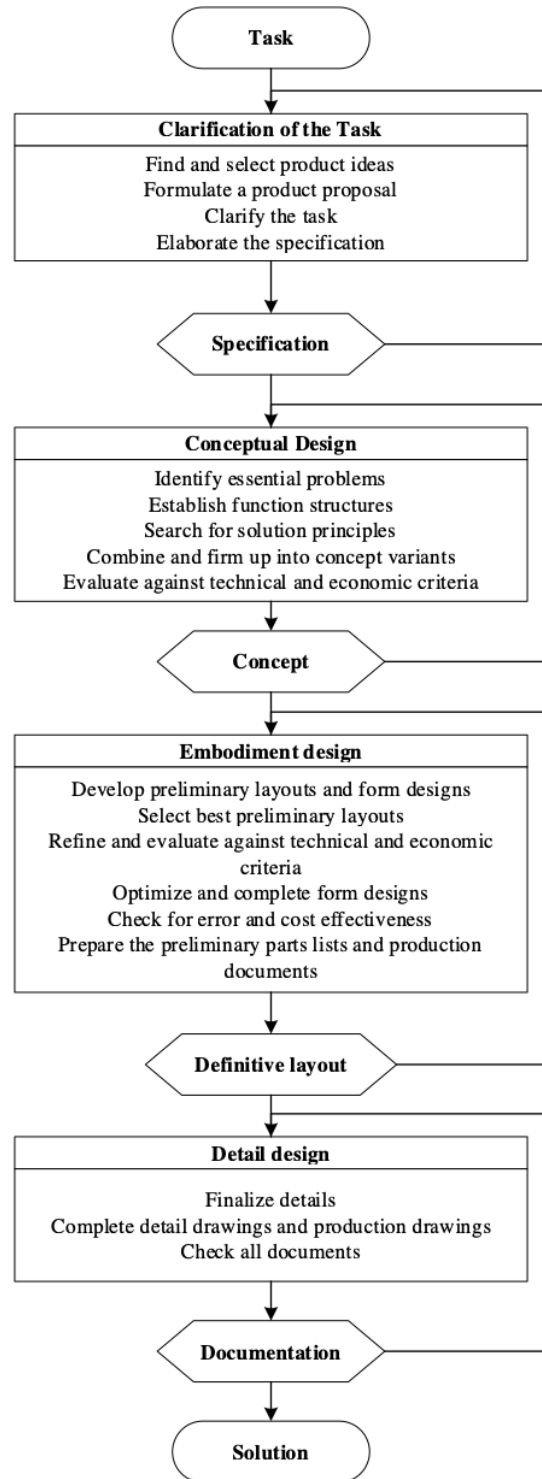 Task
Clarification of the Task
Find and select product ideas
Formulate a product proposal
Clarify the task
Elaborate the specification
Specification
Conceptual Design
Identify essential problems
Establish function structures
Search for solution principles
Combine and firm up into concept variants
Evaluate against technical and economic criteria
Concept
Embodiment design
Develop preliminary layouts and form designs
Select best preliminary layouts
Refine and evaluate against technical and economic
criteria
Optimize and complete form designs
Check for error and cost effectiveness
Prepare the preliminary parts lists and production
documents
Definitive layout
Detail design
Finalize details
Complete detail drawings and production drawings
Check all documents
Documentation
Solution